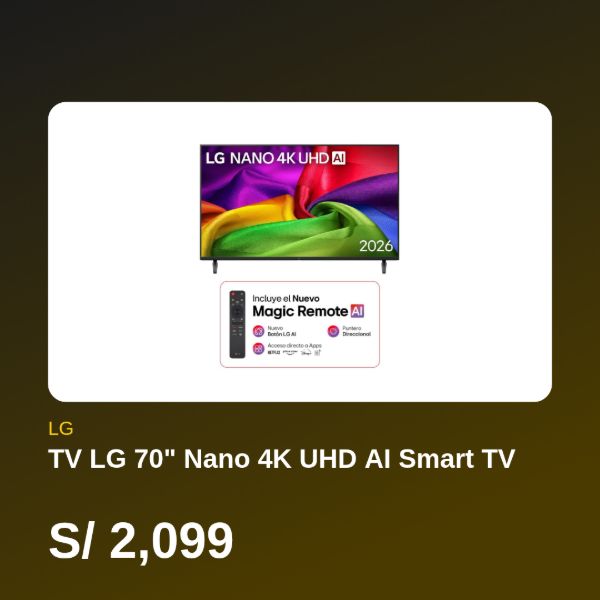 LG NANO 4K UHD AI
2026
Incluye el Nuevo
Magic Remote AI
Nuevo
Botón LG AI
Puntero
Direccional
Acceso directo a Apps
NETFLIX
LG
TV LG 70" Nano 4K UHD AI Smart TV
S/ 2,099